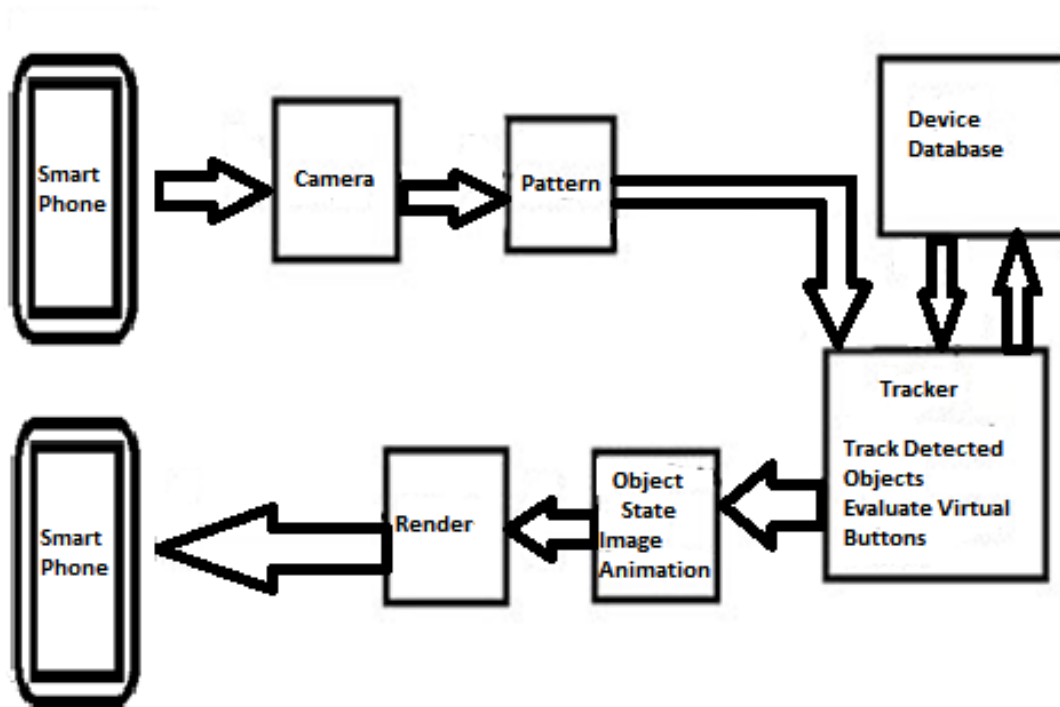 Smart
Phone
Camera
Pattern
Device
Database
Tracker
Track Detected
Objects
Evaluate Virtual
Buttons
Object
State
Image
Animation
Render
Smart
Phone